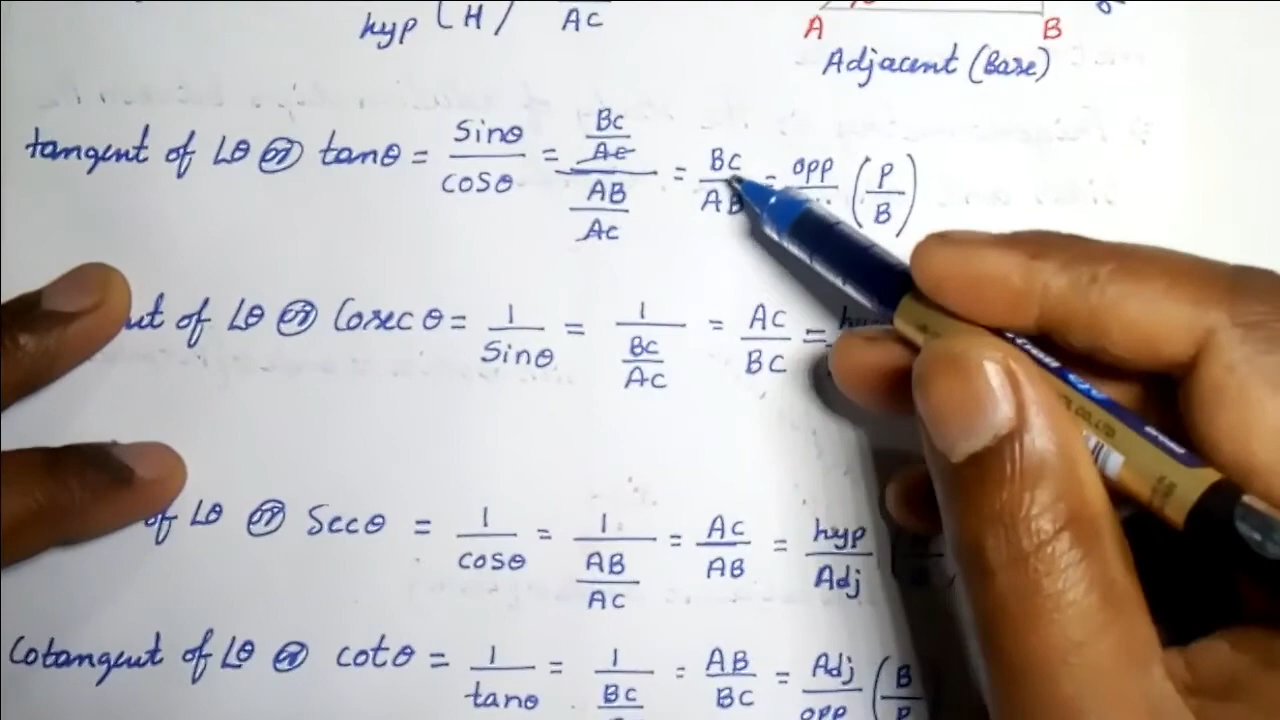 hyp (H) AC
A B
Adjacent (Base)
tangent of ∠θ or tanθ = Sinθ/cosθ = (BC/AC)/(AB/AC) = BC/AB = opp (P/B)
of ∠θ or Cosecθ = 1/Sinθ = 1/(BC/AC) = AC/BC =
of ∠θ or Secθ = 1/cosθ = 1/(AB/AC) = AC/AB = hyp/Adj
Cotangent of ∠θ or cotθ = 1/tanθ = 1/BC = AB/BC = Adj/opp (B/P